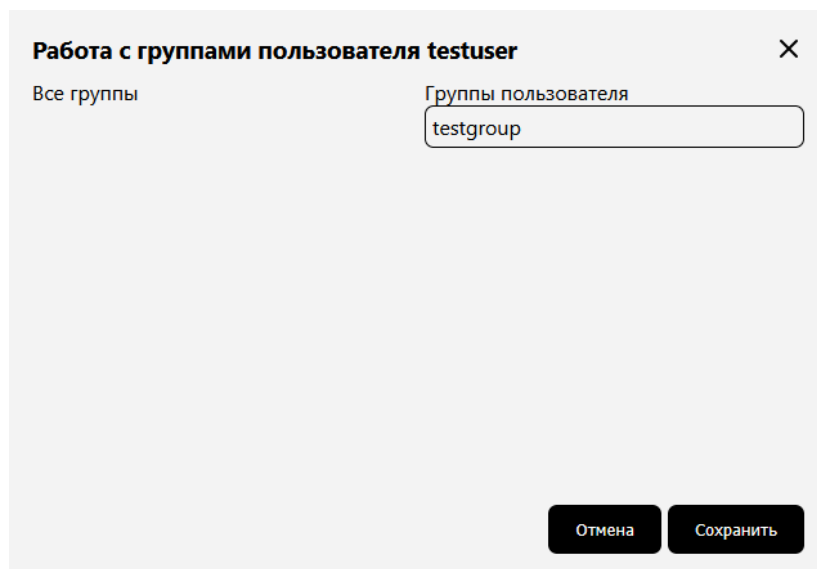 Работа с группами пользователя testuser
Все группы
Группы пользователя
testgroup
Отмена
Сохранить